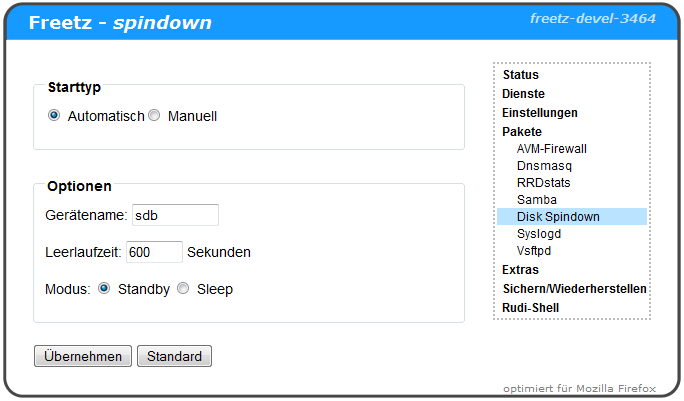 Freetz - spindown
freetz-devel-3464
Starttyp
Automatisch Manuell
Optionen
Gerätename: sdb
Leerlaufzeit: 600 Sekunden
Modus: Standby Sleep
Übernehmen Standard
Status
Dienste
Einstellungen
Pakete
AVM-Firewall
Dnsmasq
RRDstats
Samba
Disk Spindown
Syslogd
Vsftpd
Extras
Sichern/Wiederherstellen
Rudi-Shell
optimiert für Mozilla Firefox